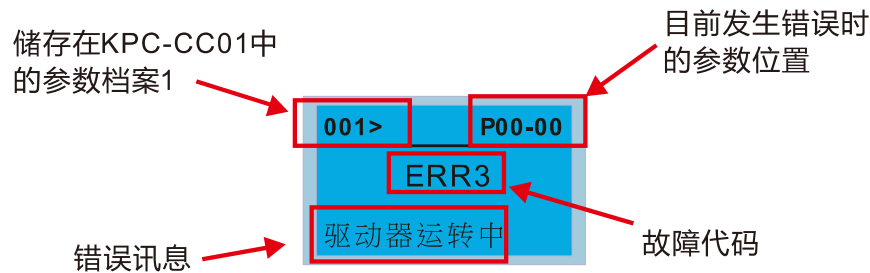 储存在KPC-CC01中
的参数档案1
目前发生错误时
的参数位置
001>
P00-00
ERR3
驱动器运转中
错误讯息
故障代码